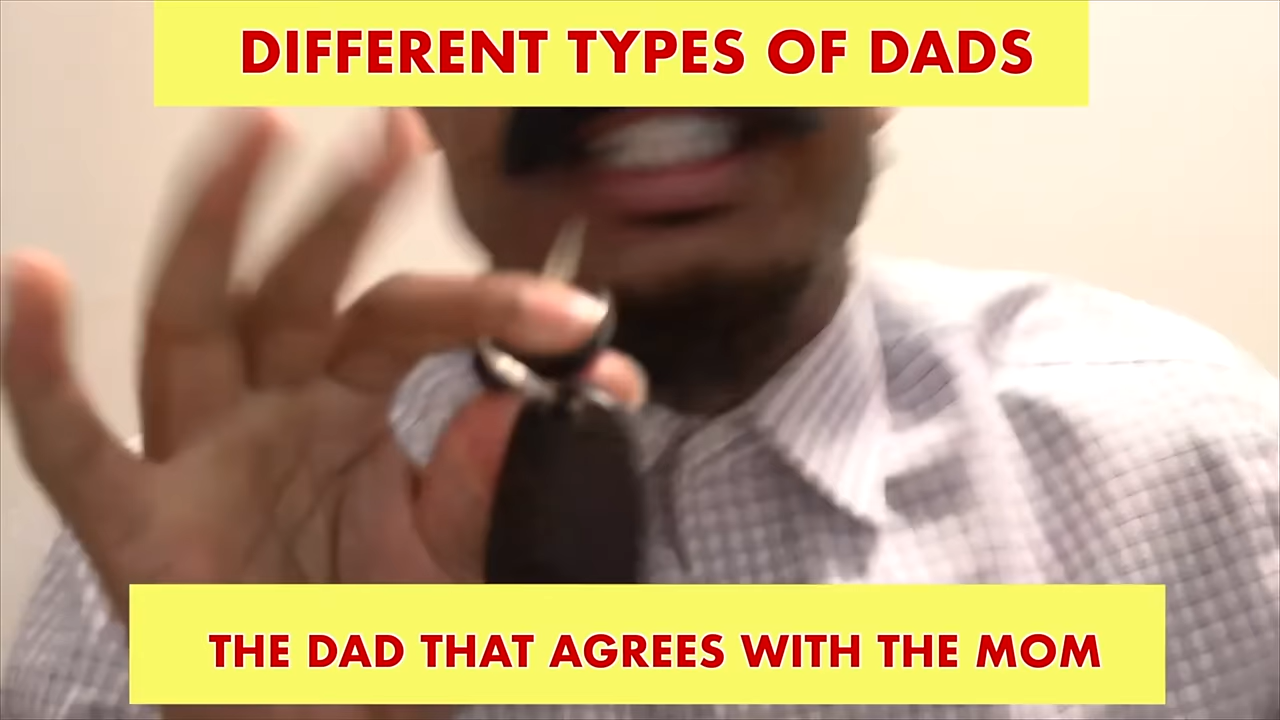 DIFFERENT TYPES OF DADS
THE DAD THAT AGREES WITH THE MOM